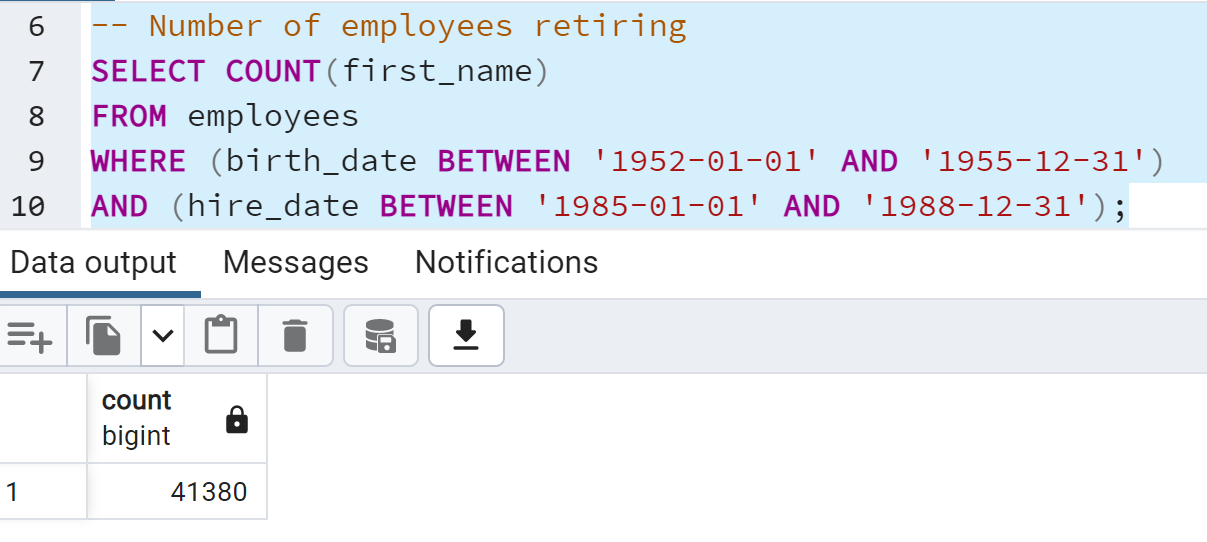 6 -- Number of employees retiring
7 SELECT COUNT(first_name)
8 FROM employees
9 WHERE (birth_date BETWEEN '1952-01-01' AND '1955-12-31')
10 AND (hire_date BETWEEN '1985-01-01' AND '1988-12-31');
Data output Messages Notifications
count
bigint
1 41380